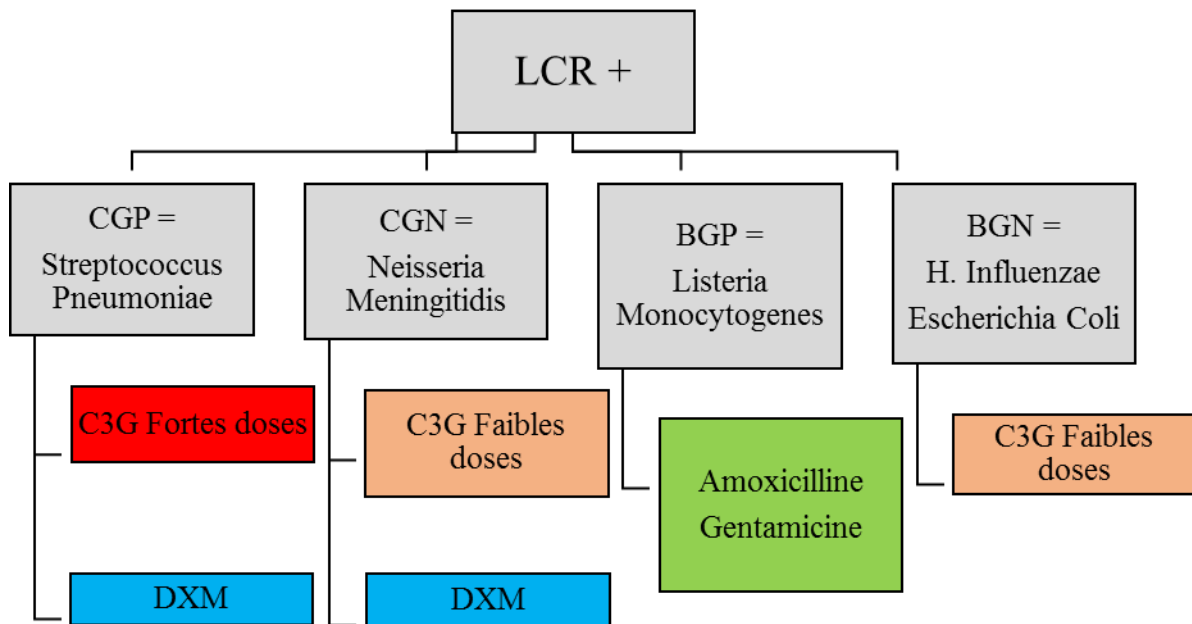 LCR +
CGP =
Streptococcus
Pneumoniae
CGN =
Neisseria
Meningitidis
BGP =
Listeria
Monocytogenes
BGN =
H. Influenzae
Escherichia Coli
C3G Fortes doses
C3G Faibles
doses
Amoxicilline
Gentamicine
C3G Faibles
doses
DXM
DXM